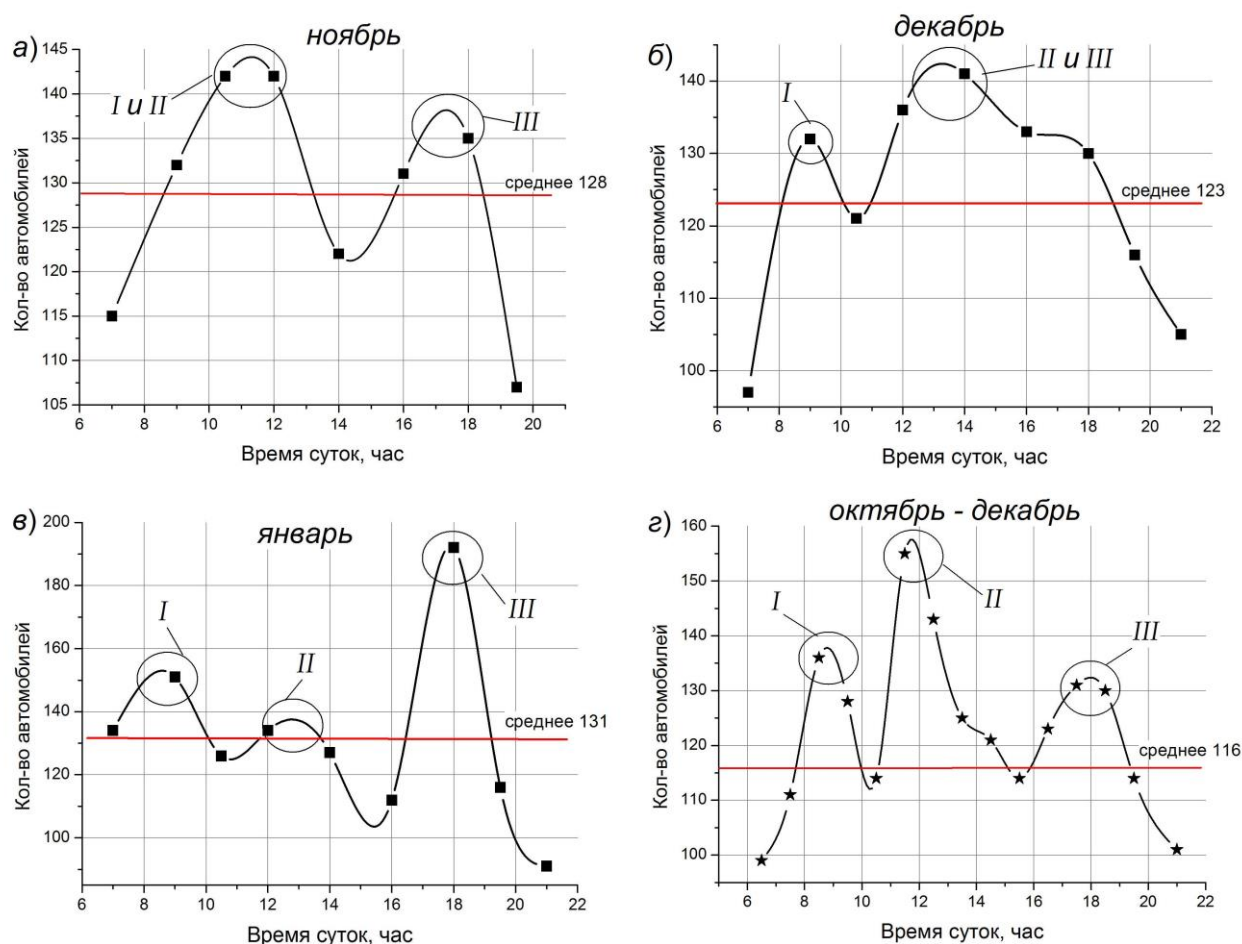 а) ноябрь
145
140
135
130
125
120
115
110
105
Кол-во автомобилей
I и II
III
среднее 128
6 8 10 12 14 16 18 20
Время суток, час
б) декабрь
140
130
120
110
100
Кол-во автомобилей
I
II и III
среднее 123
6 8 10 12 14 16 18 20 22
Время суток, час
в) январь
200
180
160
140
120
100
Кол-во автомобилей
I
II
III
среднее 131
6 8 10 12 14 16 18 20 22
Время суток, час
г) октябрь - декабрь
160
150
140
130
120
110
100
Кол-во автомобилей
I
II
III
среднее 116
6 8 10 12 14 16 18 20 22
Время суток, час